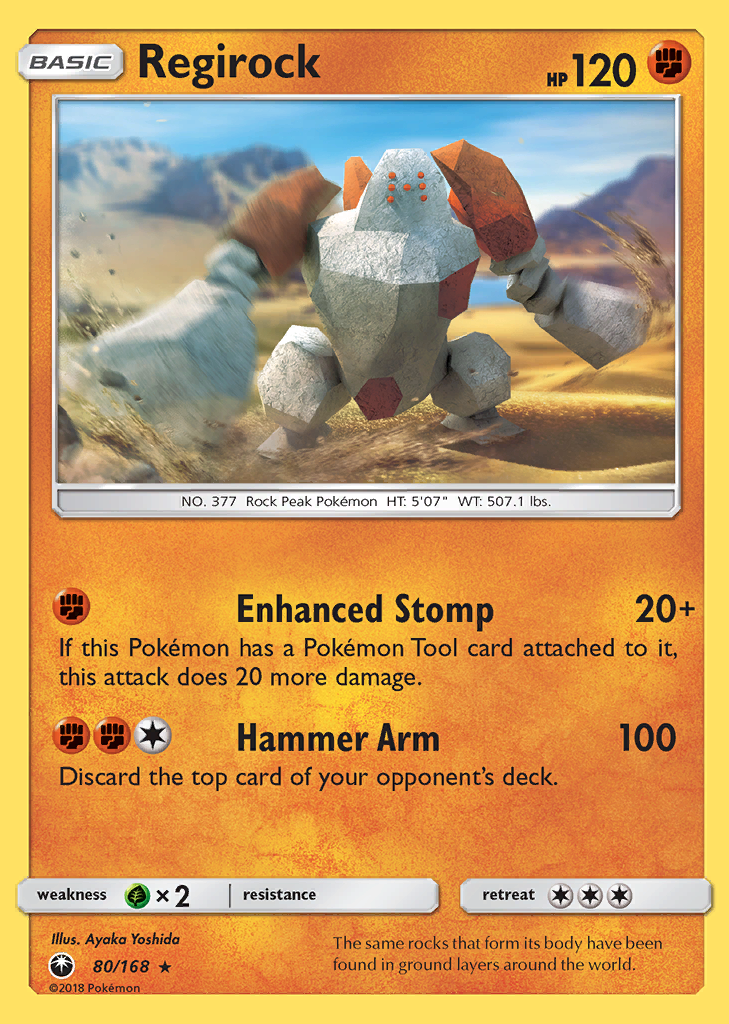 BASIC Regirock HP 120
NO. 377 Rock Peak Pokémon HT: 5'07" WT: 507.1 lbs.
Enhanced Stomp 20+
If this Pokémon has a Pokémon Tool card attached to it,
this attack does 20 more damage.
Hammer Arm 100
Discard the top card of your opponent's deck.
weakness ×2 resistance retreat
Illus. Ayaka Yoshida
80/168 ★
©2018 Pokémon
The same rocks that form its body have been
found in ground layers around the world.